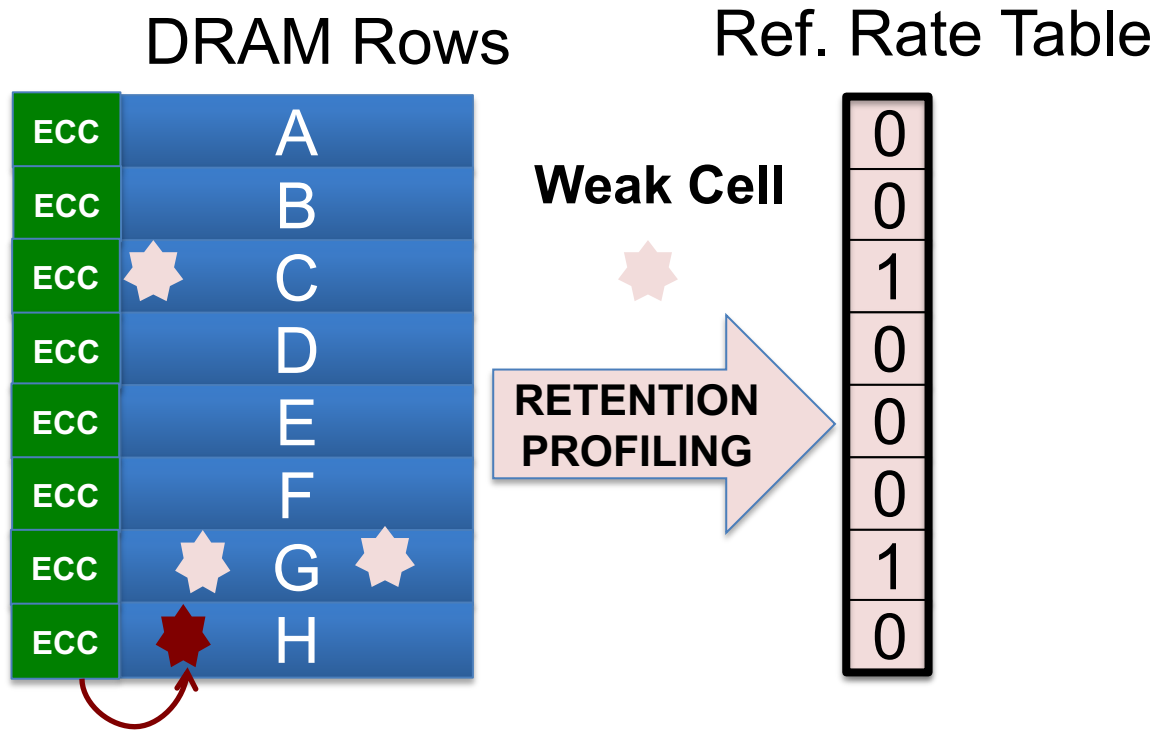 DRAM Rows
Ref. Rate Table
ECC A
ECC B
ECC C
ECC D
ECC E
ECC F
ECC G
ECC H
Weak Cell
RETENTION
PROFILING
0
0
1
0
0
0
1
0